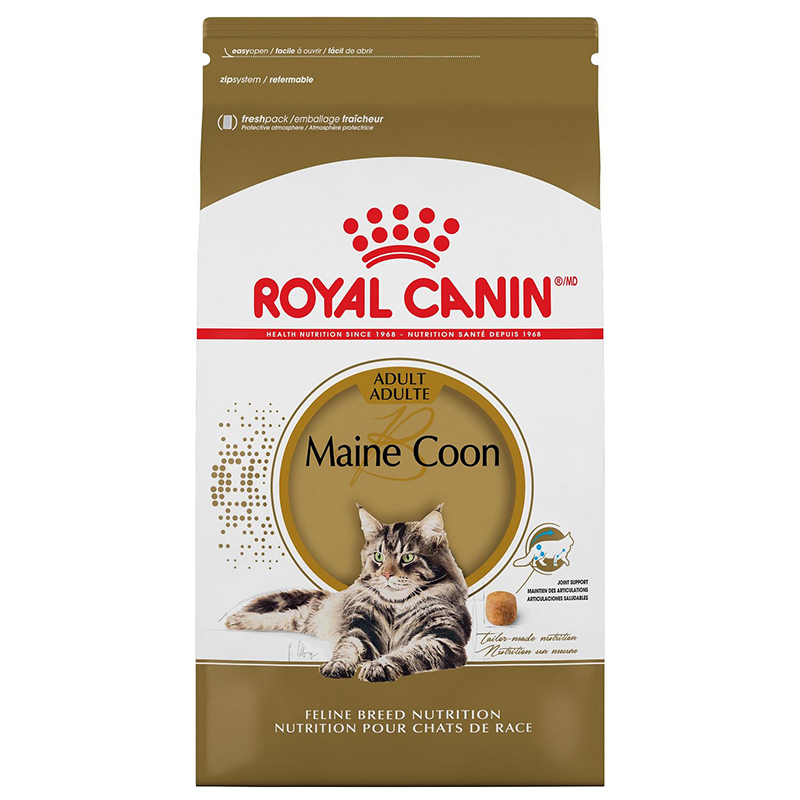 easyopen / facile à ouvrir / fácil de abrir
zipsystem / refermable
freshpack / emballage fraîcheur
Protective atmosphere / Atmosphère protectrice
ROYAL CANIN®/MD
HEALTH NUTRITION SINCE 1968 - NUTRITION SANTÉ DEPUIS 1968
ADULT
ADULTE
B
Maine Coon
JOINT SUPPORT
MAINTIEN DES ARTICULATIONS
ARTICULACIONES SALUDABLES
Tailor-made nutrition
Nutrition sur mesure
FELINE BREED NUTRITION
NUTRITION POUR CHATS DE RACE